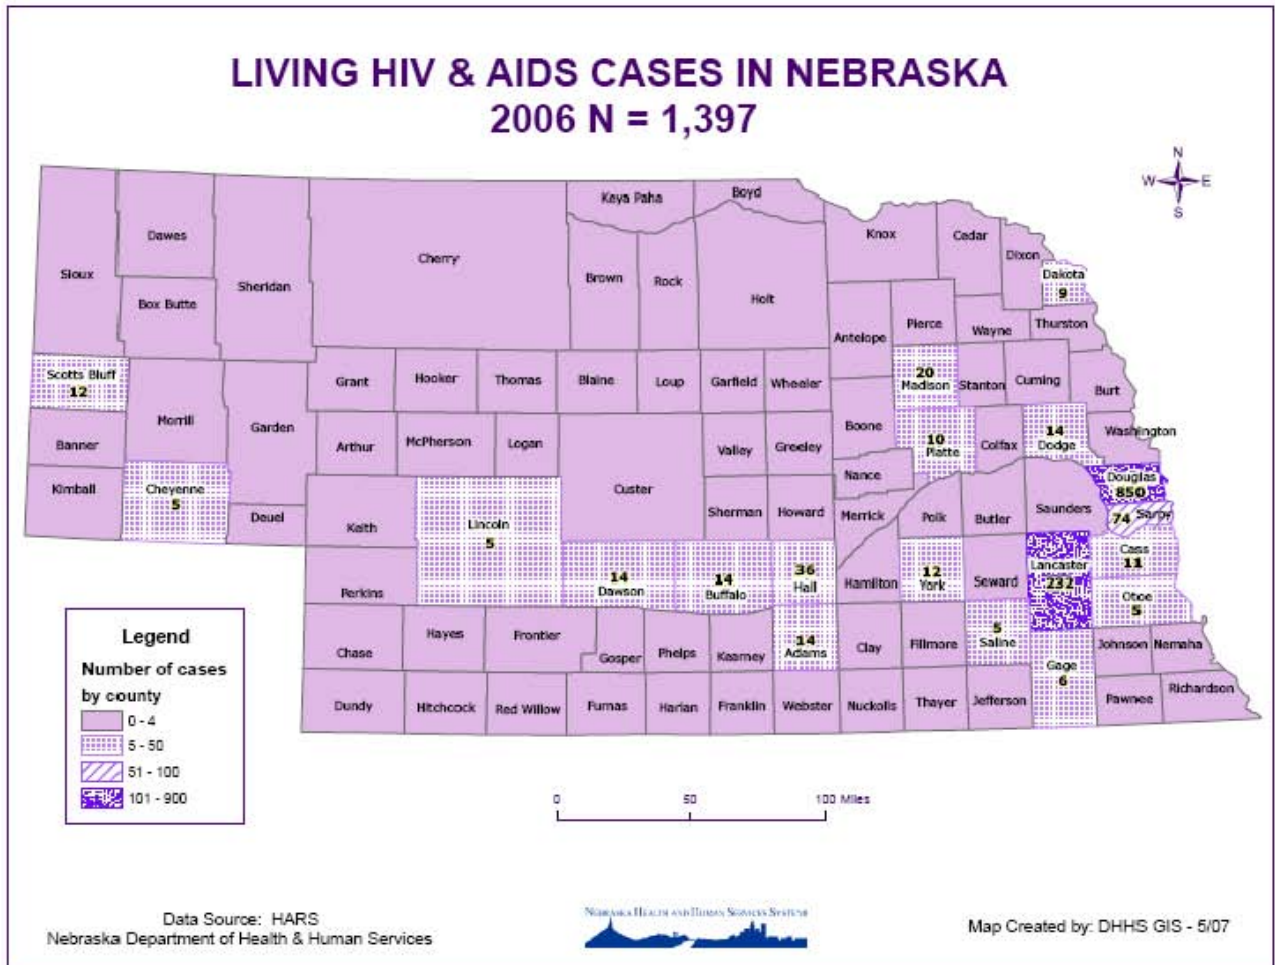 LIVING HIV & AIDS CASES IN NEBRASKA
2006 N = 1,397
N
W E
S
Sioux
Dawes
Box Butte
Sheridan
Cherry
Keya Paha
Boyd
Brown
Rock
Holt
Knox
Cedar
Dixon
Dakota
9
Antelope
Pierce
Wayne
Thurston
Scotts Bluff
12
Banner
Kimball
Morrill
Cheyenne
5
Garden
Deuel
Grant
Hooker
Thomas
Blaine
Loup
Garfield
Wheeler
20
Madison
Stanton
Cuming
Burt
Arthur
McPherson
Logan
Custer
Valley
Greeley
Boone
Nance
10
Platte
Colfax
14
Dodge
Washington
Keith
Lincoln
5
Sherman
Howard
Merrick
Polk
Butler
Saunders
Douglas
850
74 Sarpy
Perkins
14
Dawson
14
Buffalo
36
Hall
Hamilton
12
York
Seward
Lancaster
232
Cass
11
Otoe
5
Chase
Hayes
Frontier
Gosper
Phelps
Kearney
14
Adams
Clay
Fillmore
5
Saline
Gage
6
Johnson
Nemaha
Dundy
Hitchcock
Red Willow
Furnas
Harlan
Franklin
Webster
Nuckolls
Thayer
Jefferson
Pawnee
Richardson
Legend
Number of cases
by county
0 - 4
5 - 50
51 - 100
101 - 900
0 50 100 Miles
Data Source: HARS
Nebraska Department of Health & Human Services
NEBRASKA HEALTH AND HUMAN SERVICES SYSTEM
Map Created by: DHHS GIS - 5/07